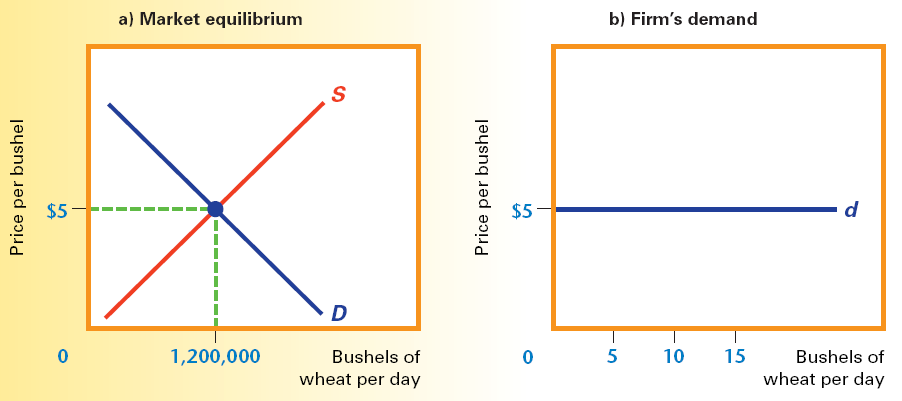 a) Market equilibrium
Price per bushel
S
$5
D
0
1,200,000
Bushels of
wheat per day
b) Firm’s demand
Price per bushel
$5
d
0
5
10
15
Bushels of
wheat per day